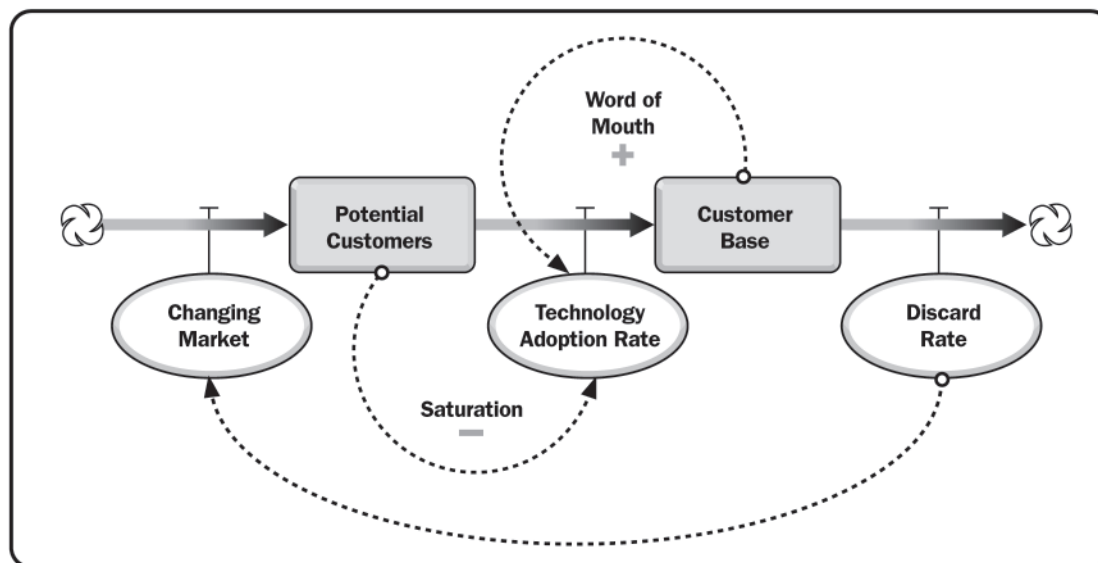 Word of
Mouth
+
Potential
Customers
Customer
Base
Changing
Market
Technology
Adoption Rate
Discard
Rate
Saturation
−